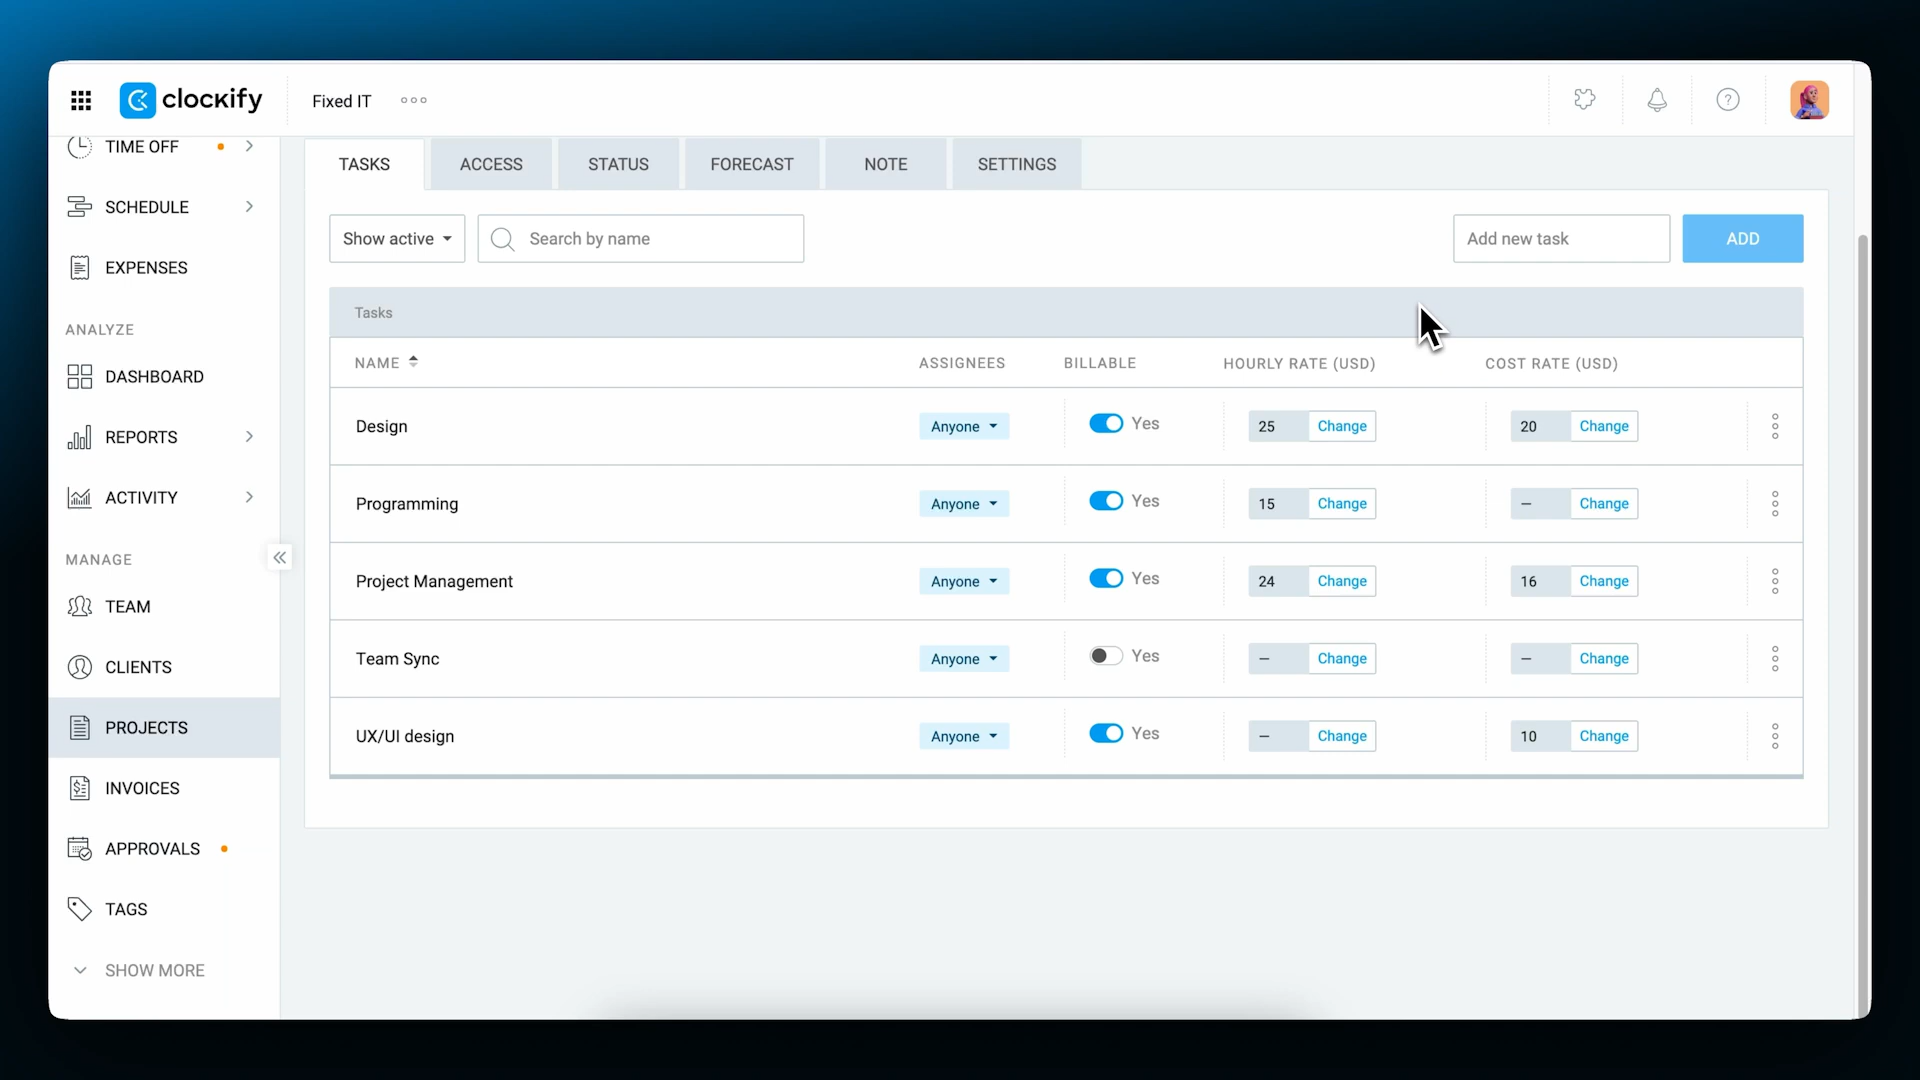 clockify
Fixed IT
TIME OFF
SCHEDULE
EXPENSES
ANALYZE
DASHBOARD
REPORTS
ACTIVITY
MANAGE
TEAM
CLIENTS
PROJECTS
INVOICES
APPROVALS
TAGS
SHOW MORE
TASKS ACCESS STATUS FORECAST NOTE SETTINGS
Show active Search by name Add new task ADD
Tasks
NAME ASSIGNEES BILLABLE HOURLY RATE (USD) COST RATE (USD)
Design Anyone Yes 25 Change 20 Change
Programming Anyone Yes 15 Change – Change
Project Management Anyone Yes 24 Change 16 Change
Team Sync Anyone Yes – Change – Change
UX/UI design Anyone Yes – Change 10 Change